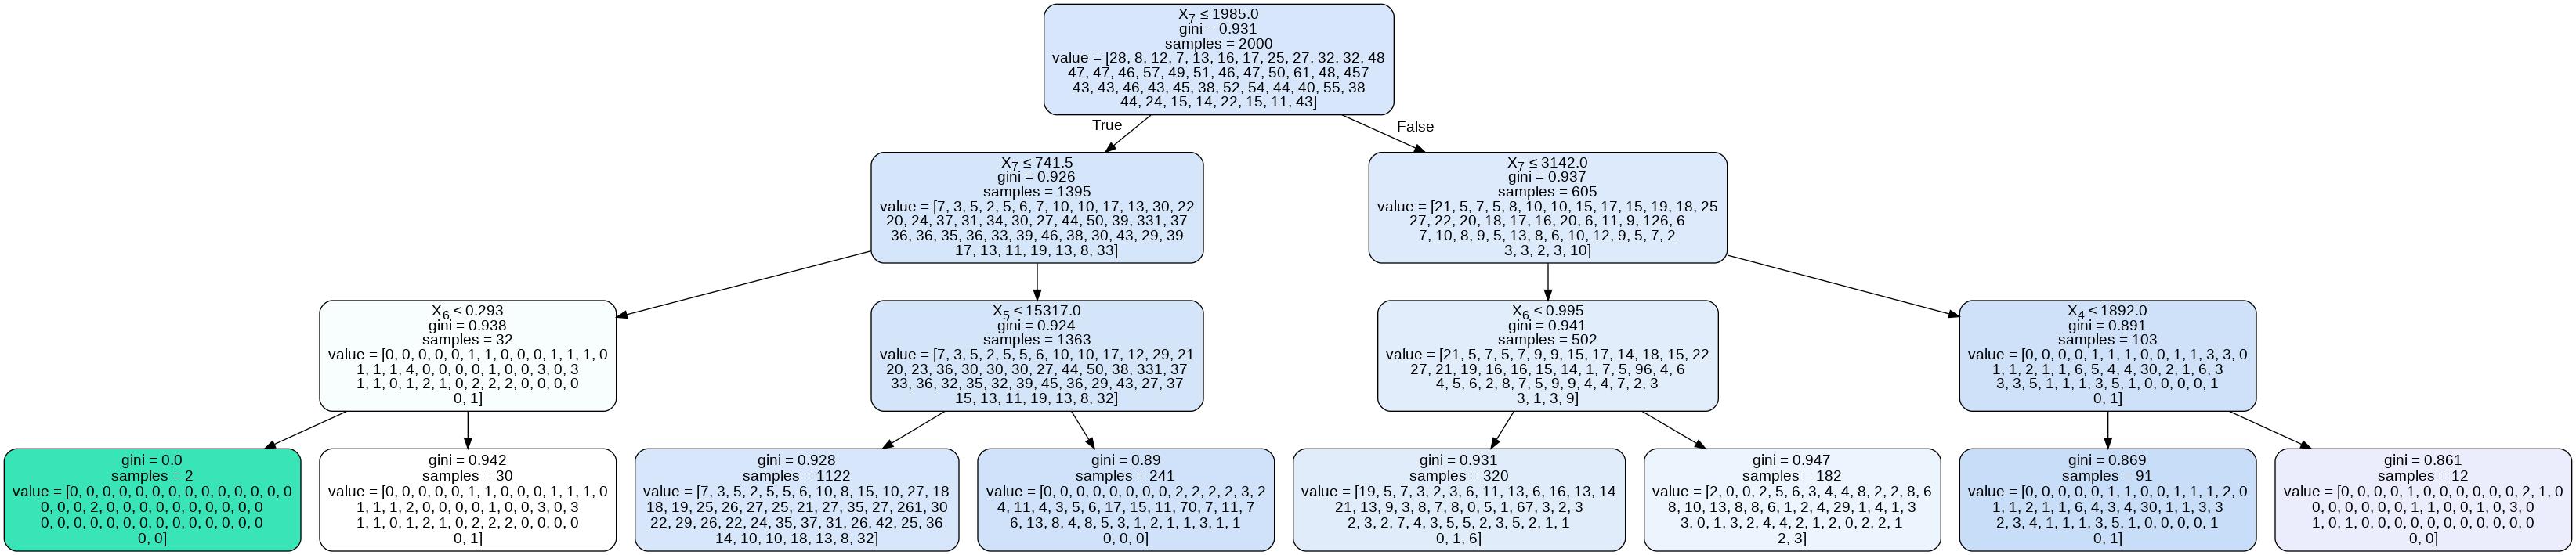 X7 ≤ 1985.0
gini = 0.931
samples = 2000
value = [28, 8, 12, 7, 13, 16, 17, 25, 27, 32, 32, 48
47, 47, 46, 57, 49, 51, 46, 47, 50, 61, 48, 457
43, 43, 46, 43, 45, 38, 52, 54, 44, 40, 55, 38
44, 24, 15, 14, 22, 15, 11, 43]
True
False
X7 ≤ 741.5
gini = 0.926
samples = 1395
value = [7, 3, 5, 2, 5, 6, 7, 10, 10, 17, 13, 30, 22
20, 24, 37, 31, 34, 30, 27, 44, 50, 39, 331, 37
36, 36, 35, 36, 33, 39, 46, 38, 30, 43, 29, 39
17, 13, 11, 19, 13, 8, 33]
X7 ≤ 3142.0
gini = 0.937
samples = 605
value = [21, 5, 7, 5, 8, 10, 10, 15, 17, 15, 19, 18, 25
27, 22, 20, 18, 17, 16, 20, 6, 11, 9, 126, 6
7, 10, 8, 9, 5, 13, 8, 6, 10, 12, 9, 5, 7, 2
3, 3, 2, 3, 10]
X6 ≤ 0.293
gini = 0.938
samples = 32
value = [0, 0, 0, 0, 0, 1, 1, 0, 0, 0, 1, 1, 1, 0
1, 1, 1, 4, 0, 0, 0, 0, 1, 0, 0, 3, 0, 3
1, 1, 0, 1, 2, 1, 0, 2, 2, 2, 0, 0, 0, 0
0, 1]
X5 ≤ 15317.0
gini = 0.924
samples = 1363
value = [7, 3, 5, 2, 5, 5, 6, 10, 10, 17, 12, 29, 21
20, 23, 36, 30, 30, 30, 27, 44, 50, 38, 331, 37
33, 36, 32, 35, 32, 39, 45, 36, 29, 43, 27, 37
15, 13, 11, 19, 13, 8, 32]
X6 ≤ 0.995
gini = 0.941
samples = 502
value = [21, 5, 7, 5, 7, 9, 9, 15, 17, 14, 18, 15, 22
27, 21, 19, 16, 16, 15, 14, 1, 7, 5, 96, 4, 6
4, 5, 6, 2, 8, 7, 5, 9, 9, 4, 4, 7, 2, 3
3, 1, 3, 9]
X4 ≤ 1892.0
gini = 0.891
samples = 103
value = [0, 0, 0, 0, 1, 1, 1, 0, 0, 1, 1, 3, 3, 0
1, 1, 2, 1, 1, 6, 5, 4, 4, 30, 2, 1, 6, 3
3, 3, 5, 1, 1, 1, 3, 5, 1, 0, 0, 0, 0, 1
0, 1]
gini = 0.0
samples = 2
value = [0, 0, 0, 0, 0, 0, 0, 0, 0, 0, 0, 0, 0, 0
0, 0, 0, 2, 0, 0, 0, 0, 0, 0, 0, 0, 0, 0
0, 0, 0, 0, 0, 0, 0, 0, 0, 0, 0, 0, 0, 0
0, 0]
gini = 0.942
samples = 30
value = [0, 0, 0, 0, 0, 1, 1, 0, 0, 0, 1, 1, 1, 0
1, 1, 1, 2, 0, 0, 0, 0, 1, 0, 0, 3, 0, 3
1, 1, 0, 1, 2, 1, 0, 2, 2, 2, 0, 0, 0, 0
0, 1]
gini = 0.928
samples = 1122
value = [7, 3, 5, 2, 5, 5, 6, 10, 8, 15, 10, 27, 18
18, 19, 25, 26, 27, 25, 21, 27, 35, 27, 261, 30
22, 29, 26, 22, 24, 35, 37, 31, 26, 42, 25, 36
14, 10, 10, 18, 13, 8, 32]
gini = 0.89
samples = 241
value = [0, 0, 0, 0, 0, 0, 0, 0, 2, 2, 2, 2, 3, 2
4, 11, 4, 3, 5, 6, 17, 15, 11, 70, 7, 11, 7
6, 13, 8, 4, 8, 5, 3, 1, 2, 1, 1, 3, 1, 1
0, 0, 0]
gini = 0.931
samples = 320
value = [19, 5, 7, 3, 2, 3, 6, 11, 13, 6, 16, 13, 14
21, 13, 9, 3, 8, 7, 8, 0, 5, 1, 67, 3, 2, 3
2, 3, 2, 7, 4, 3, 5, 5, 2, 3, 5, 2, 1, 1
0, 1, 6]
gini = 0.947
samples = 182
value = [2, 0, 0, 2, 5, 6, 3, 4, 4, 8, 2, 2, 8, 6
8, 10, 13, 8, 8, 6, 1, 2, 4, 29, 1, 4, 1, 3
3, 0, 1, 3, 2, 4, 4, 2, 1, 2, 0, 2, 2, 1
2, 3]
gini = 0.869
samples = 91
value = [0, 0, 0, 0, 0, 1, 1, 0, 0, 1, 1, 1, 2, 0
1, 1, 2, 1, 1, 6, 4, 3, 4, 30, 1, 1, 3, 3
2, 3, 4, 1, 1, 1, 3, 5, 1, 0, 0, 0, 0, 1
0, 1]
gini = 0.861
samples = 12
value = [0, 0, 0, 0, 1, 0, 0, 0, 0, 0, 0, 2, 1, 0
0, 0, 0, 0, 0, 0, 1, 1, 0, 0, 1, 0, 3, 0
1, 0, 1, 0, 0, 0, 0, 0, 0, 0, 0, 0, 0, 0
0, 0]